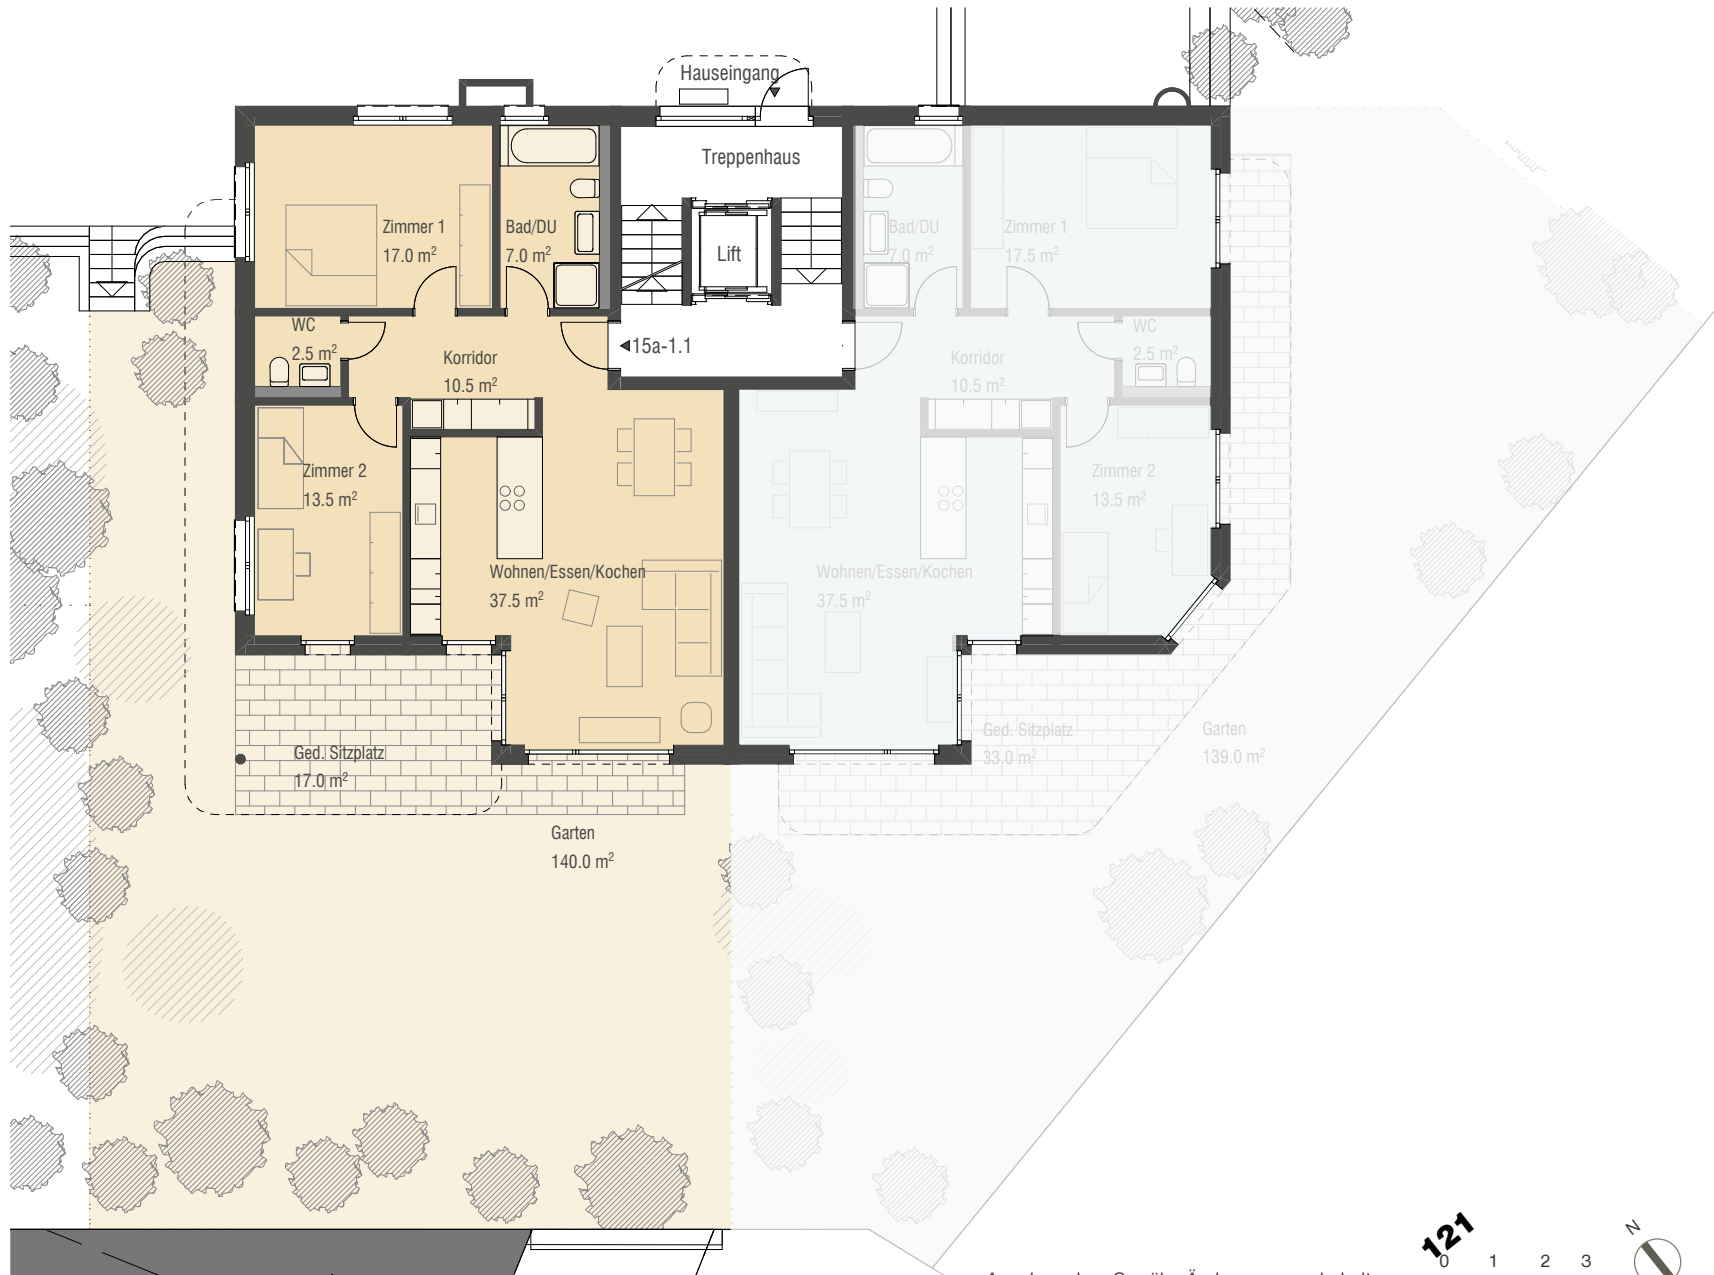 Hauseingang
Treppenhaus
Lift
15a-1.1
Zimmer 1
17.0 m²
Bad/DU
7.0 m²
WC
2.5 m²
Korridor
10.5 m²
Zimmer 2
13.5 m²
Wohnen/Essen/Kochen
37.5 m²
Ged. Sitzplatz
17.0 m²
Garten
140.0 m²
Bad/DU
7.0 m²
Zimmer 1
17.5 m²
Korridor
10.5 m²
WC
2.5 m²
Zimmer 2
13.5 m²
Wohnen/Essen/Kochen
37.5 m²
Ged. Sitzplatz
33.0 m²
Garten
139.0 m²
121
0 1 2 3
N